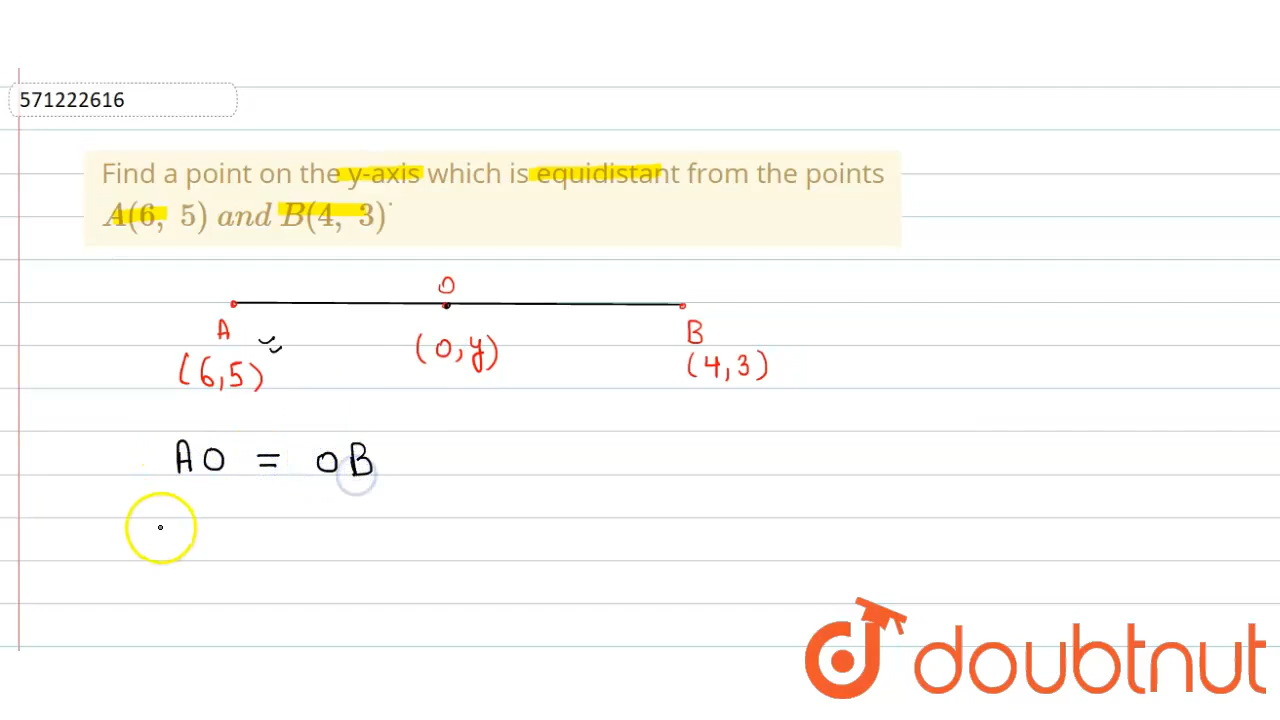 571222616
Find a point on the y-axis which is equidistant from the points
A(6, 5) and B(4, 3)
O
A
B
(6,5)
(0,y)
(4,3)
AO = OB
doubtnut